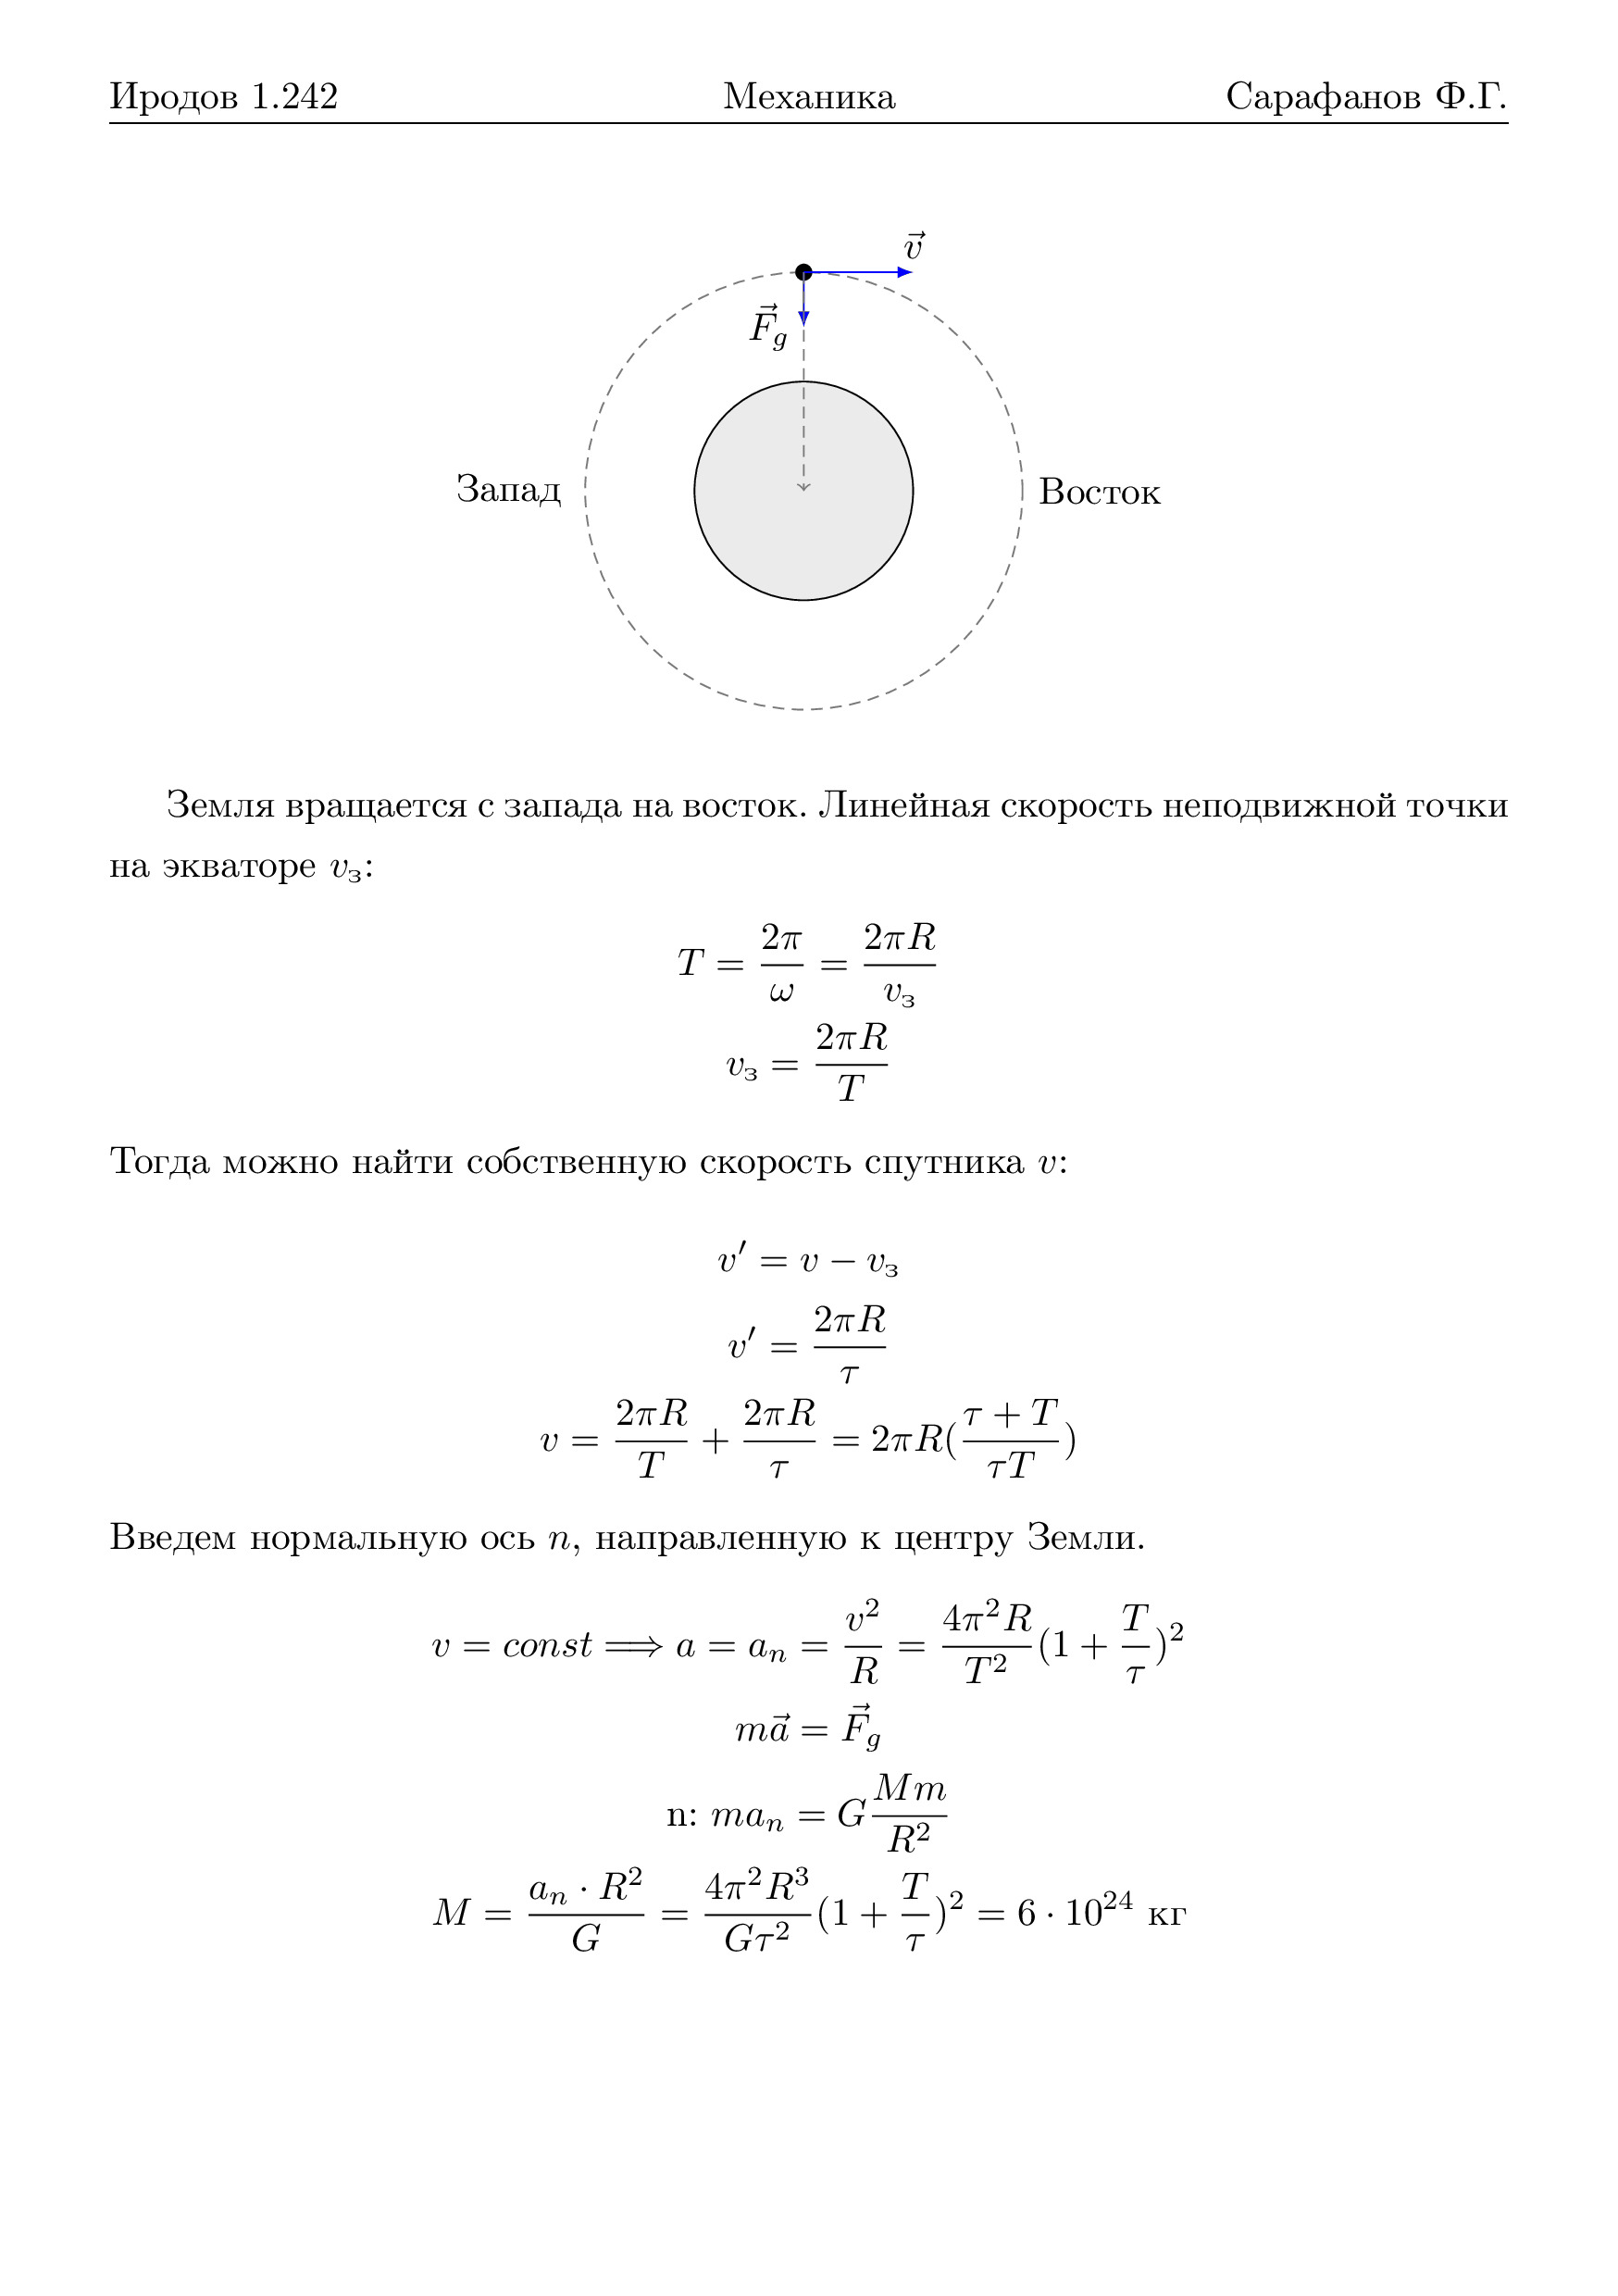 Иродов 1.242 Механика Сарафанов Ф.Г.
$\vec{v}$
$\vec{F}_g$
Запад Восток
Земля вращается с запада на восток. Линейная скорость неподвижной точки
на экваторе $v_з$:
$T = \frac{2\pi}{\omega} = \frac{2\pi R}{v_з}$
$v_з = \frac{2\pi R}{T}$
Тогда можно найти собственную скорость спутника $v$:
$v' = v - v_з$
$v' = \frac{2\pi R}{\tau}$
$v = \frac{2\pi R}{T} + \frac{2\pi R}{\tau} = 2\pi R(\frac{\tau + T}{\tau T})$
Введем нормальную ось $n$, направленную к центру Земли.
$v = const \Longrightarrow a = a_n = \frac{v^2}{R} = \frac{4\pi^2 R}{T^2}(1 + \frac{T}{\tau})^2$
$m\vec{a} = \vec{F}_g$
n: $ma_n = G\frac{Mm}{R^2}$
$M = \frac{a_n \cdot R^2}{G} = \frac{4\pi^2 R^3}{G\tau^2}(1 + \frac{T}{\tau})^2 = 6 \cdot 10^{24}$ кг